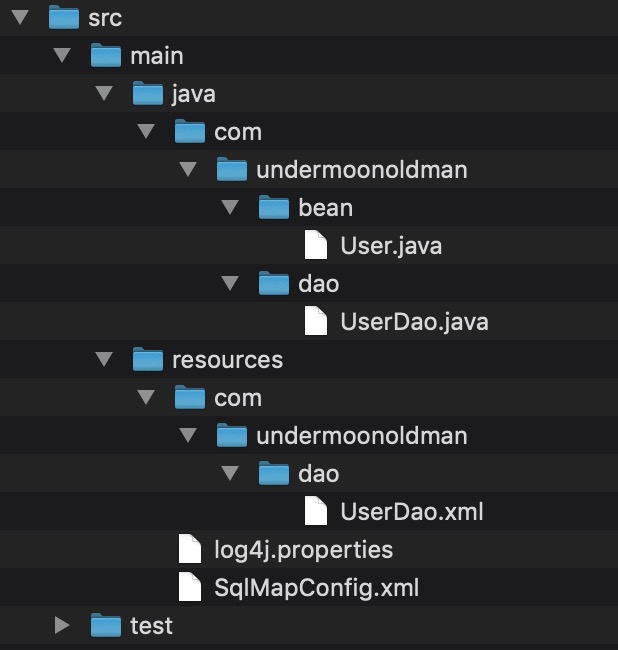 src
main
java
com
undermoonoldman
bean
User.java
dao
UserDao.java
resources
com
undermoonoldman
dao
UserDao.xml
log4j.properties
SqlMapConfig.xml
test